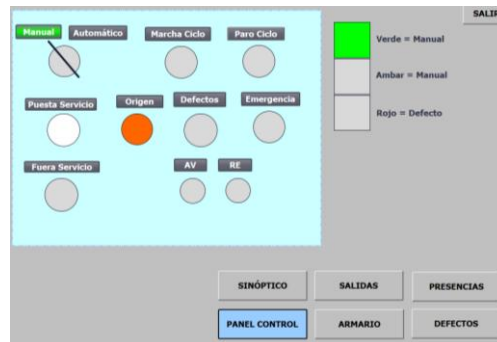 SALIR
Manual Automático Marcha Ciclo Paro Ciclo
Verde = Manual
Ambar = Manual
Puesta Servicio Origen Defectos Emergencia
Rojo = Defecto
Fuera Servicio AV RE
SINÓPTICO SALIDAS PRESENCIAS
PANEL CONTROL ARMARIO DEFECTOS